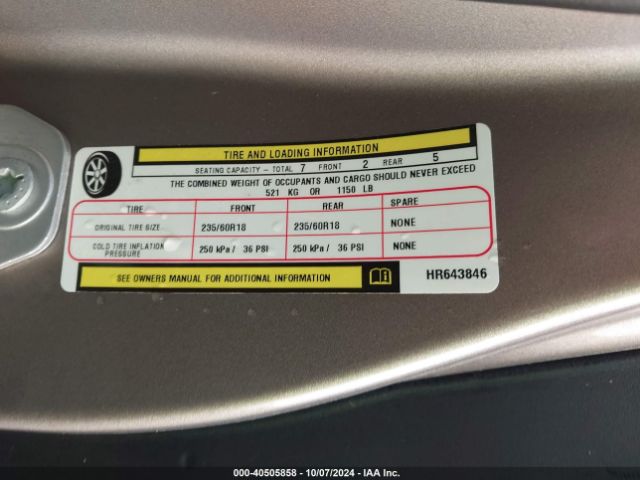 TIRE AND LOADING INFORMATION
SEATING CAPACITY - TOTAL 7 FRONT 2 REAR 5
THE COMBINED WEIGHT OF OCCUPANTS AND CARGO SHOULD NEVER EXCEED
521 KG OR 1150 LB
TIRE FRONT REAR SPARE
ORIGINAL TIRE SIZE 235/60R18 235/60R18 NONE
COLD TIRE INFLATION PRESSURE 250 kPa / 36 PSI 250 kPa / 36 PSI NONE
SEE OWNERS MANUAL FOR ADDITIONAL INFORMATION HR643846
000-40505858 - 10/07/2024 - IAA Inc.